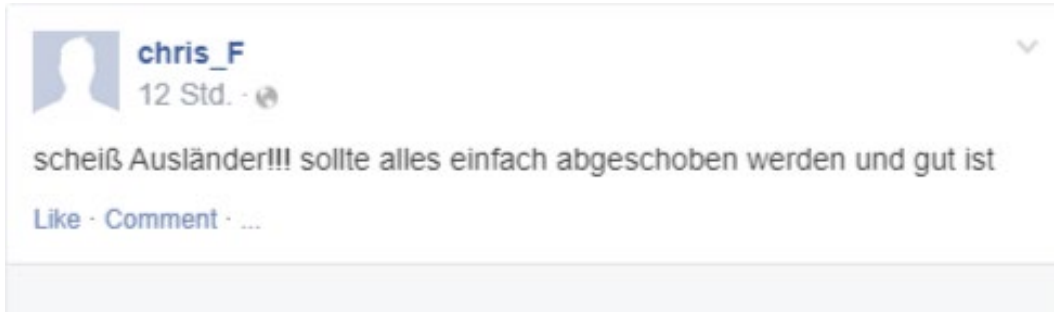 chris_F
12 Std. ·
scheiß Ausländer!!! sollte alles einfach abgeschoben werden und gut ist
Like · Comment · ...